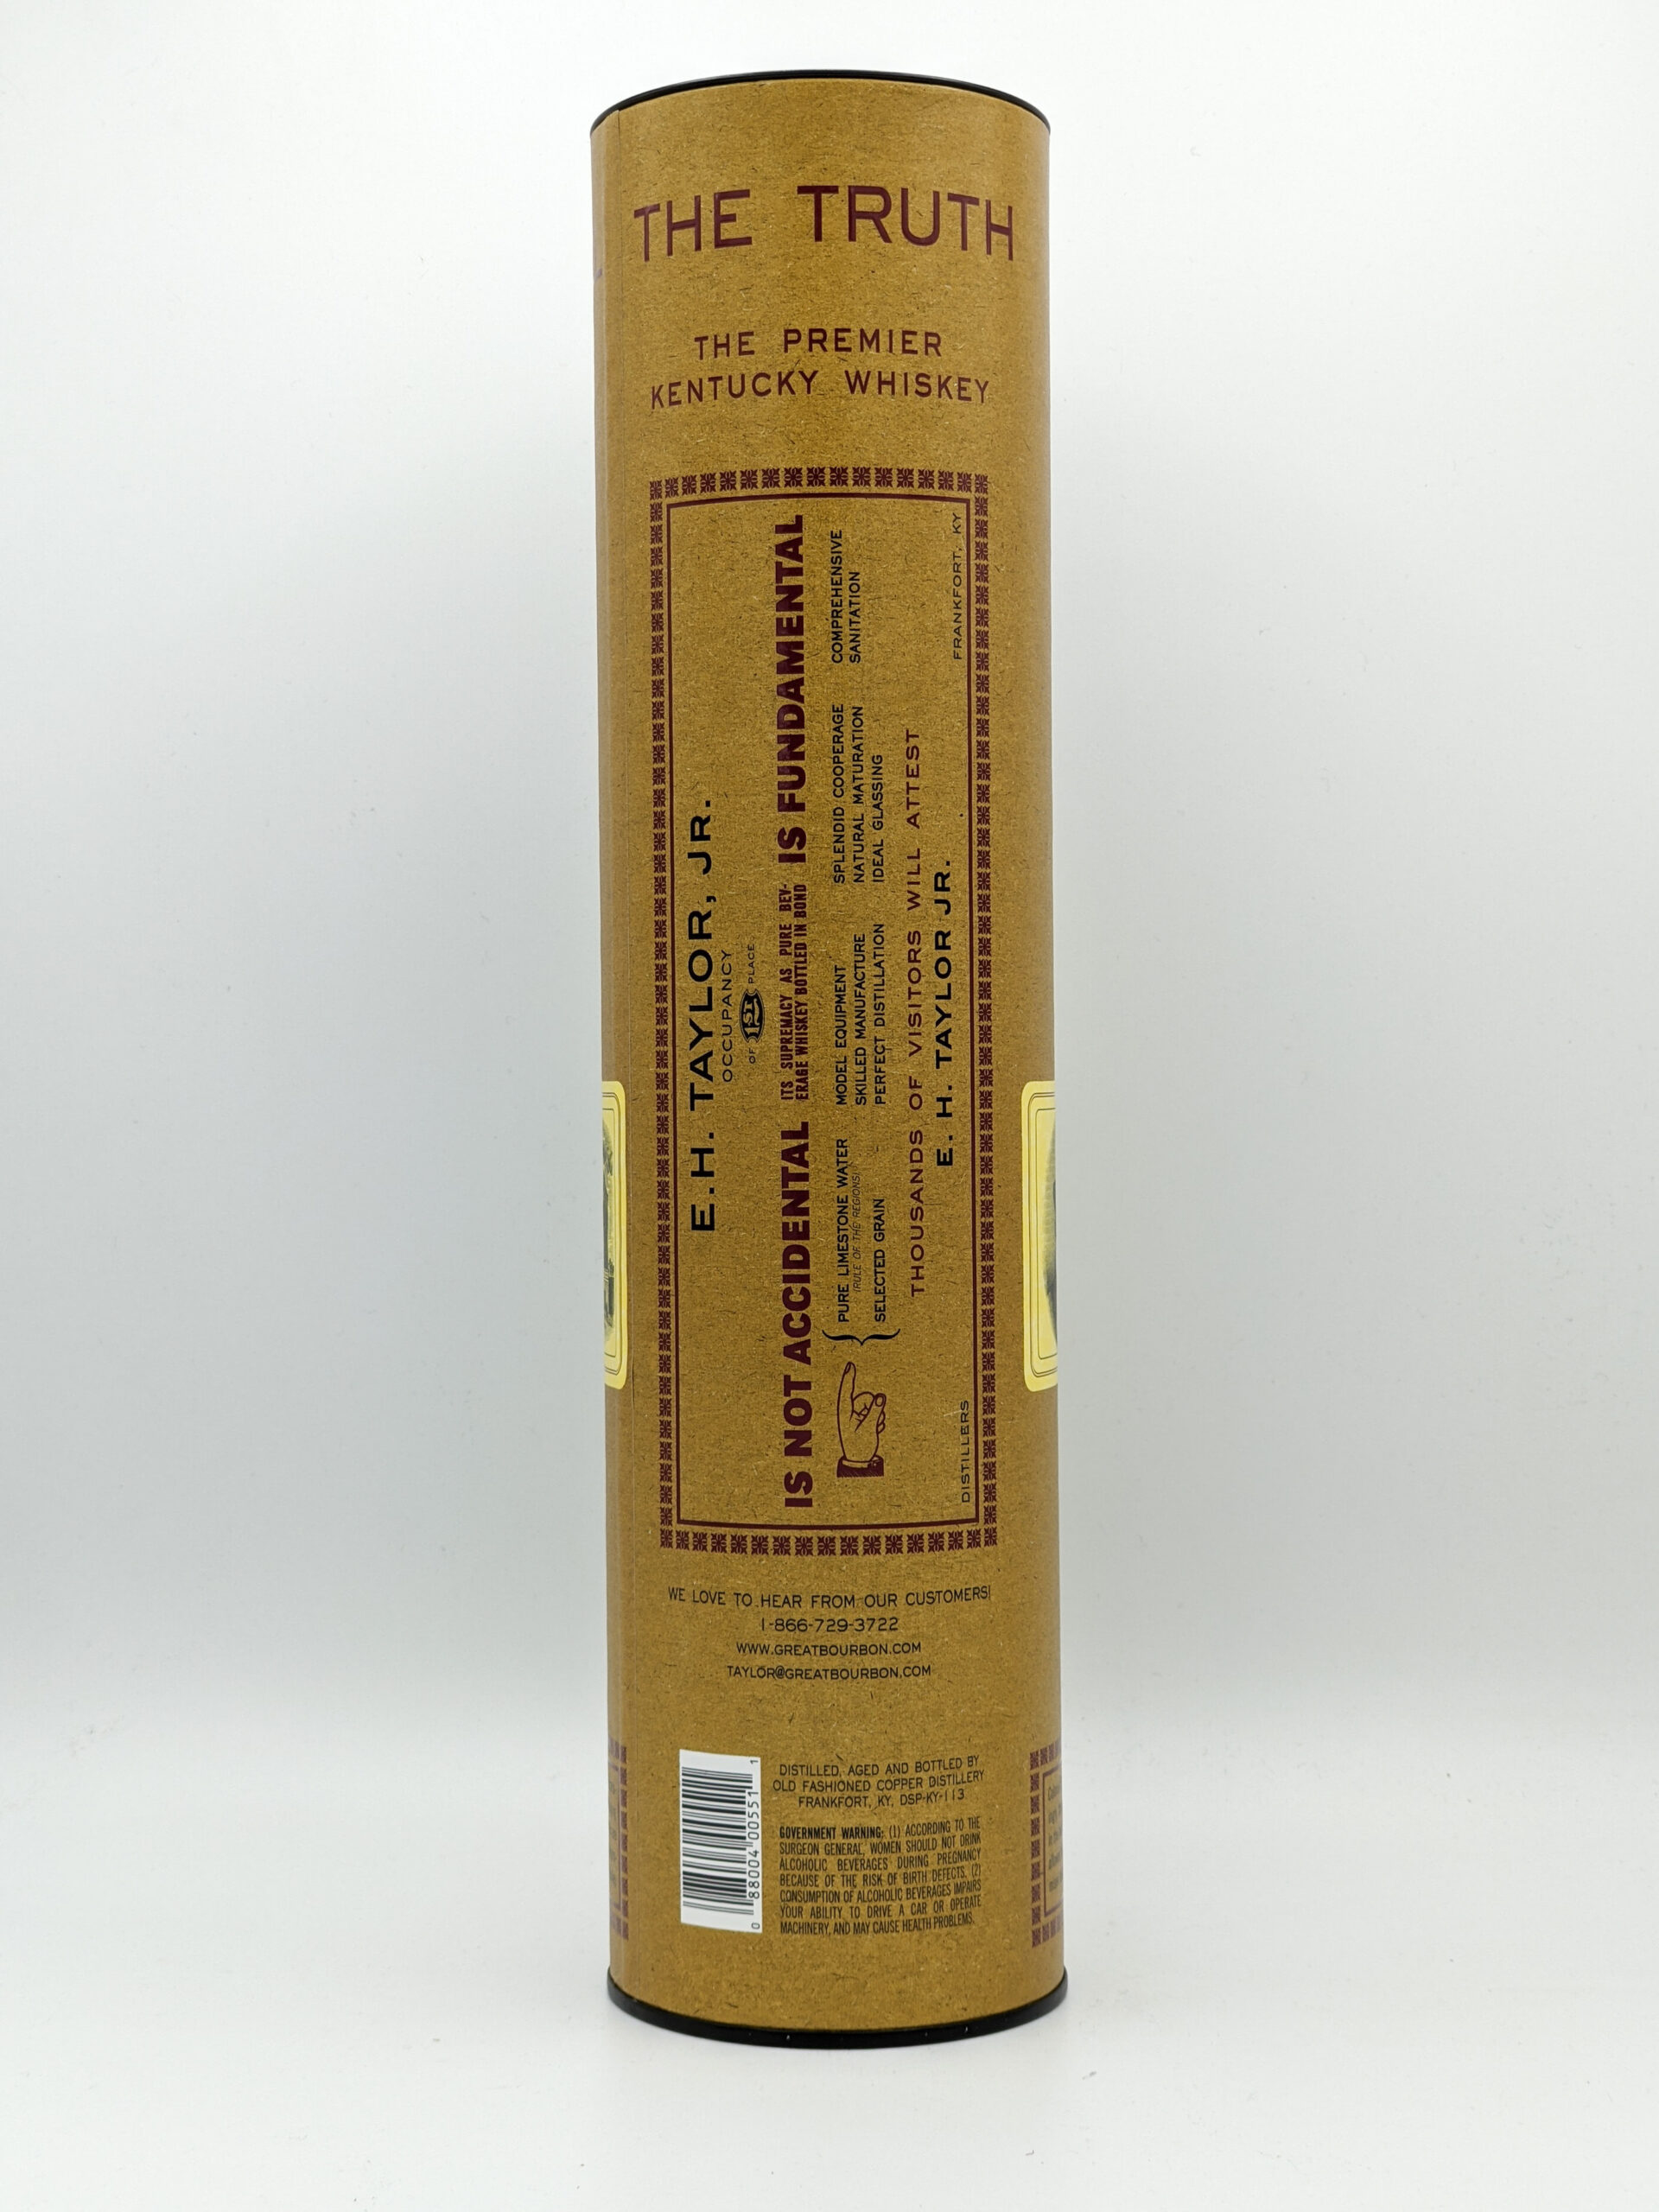 THE TRUTH
THE PREMIER
KENTUCKY WHISKEY
E.H. TAYLOR, JR.
OCCUPANCY
OF 1ST PLACE
IS NOT ACCIDENTAL ITS SUPREMACY AS PURE BEV-
ERAGE WHISKEY BOTTLED IN BOND IS FUNDAMENTAL
PURE LIMESTONE WATER
(RULE OF THE REGIONS)
SELECTED GRAIN
MODEL EQUIPMENT
SKILLED MANUFACTURE
PERFECT DISTILLATION
SPLENDID COOPERAGE
NATURAL MATURATION
IDEAL GLASSING
COMPREHENSIVE
SANITATION
THOUSANDS OF VISITORS WILL ATTEST
E. H. TAYLOR JR.
DISTILLERS FRANKFORT, KY
WE LOVE TO HEAR FROM OUR CUSTOMERS!
1-866-729-3722
WWW.GREATBOURBON.COM
TAYLOR@GREATBOURBON.COM
0 88004 00551 1
DISTILLED, AGED AND BOTTLED BY
OLD FASHIONED COPPER DISTILLERY
FRANKFORT, KY, DSP-KY-113
GOVERNMENT WARNING: (1) ACCORDING TO THE
SURGEON GENERAL, WOMEN SHOULD NOT DRINK
ALCOHOLIC BEVERAGES DURING PREGNANCY
BECAUSE OF THE RISK OF BIRTH DEFECTS. (2)
CONSUMPTION OF ALCOHOLIC BEVERAGES IMPAIRS
YOUR ABILITY TO DRIVE A CAR OR OPERATE
MACHINERY, AND MAY CAUSE HEALTH PROBLEMS.